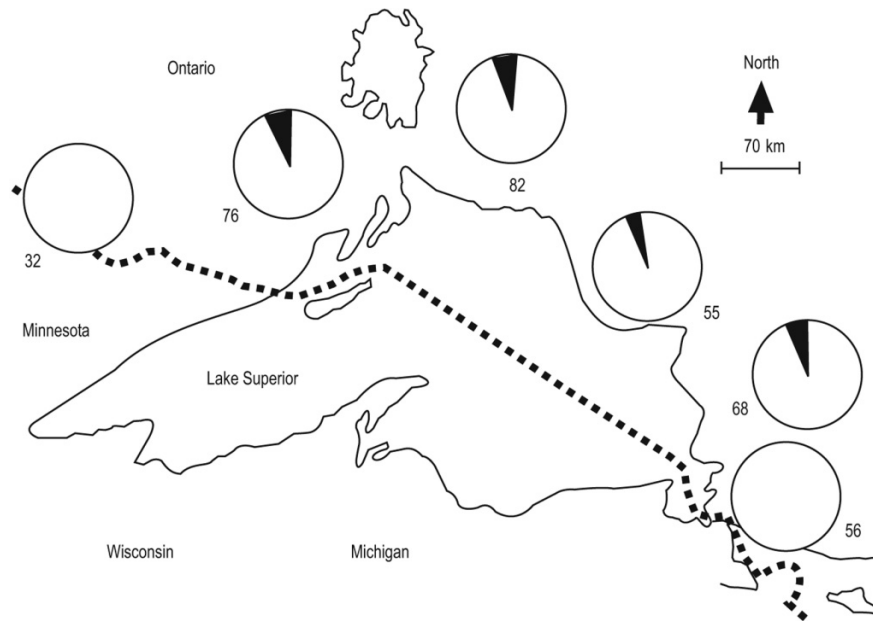 Ontario
North
70 km
82
76
32
55
Minnesota
Lake Superior
68
56
Wisconsin
Michigan